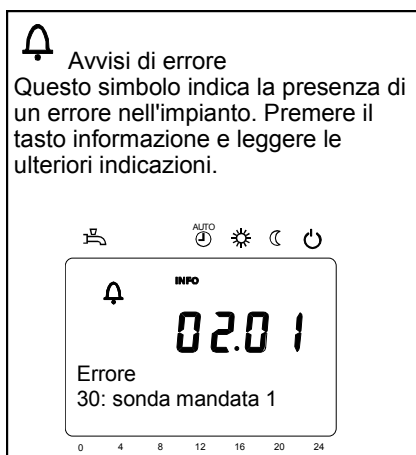 Avvisi di errore
Questo simbolo indica la presenza di
un errore nell'impianto. Premere il
tasto informazione e leggere le
ulteriori indicazioni.
AUTO
INFO
02.01
Errore
30: sonda mandata 1
0 4 8 12 16 20 24